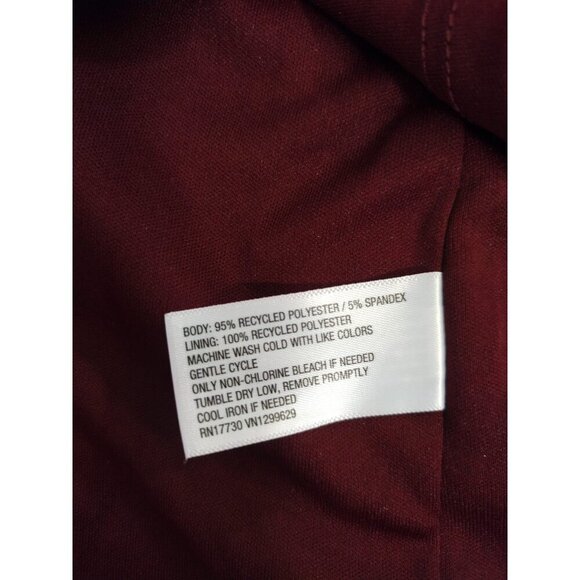 BODY: 95% RECYCLED POLYESTER / 5% SPANDEX
LINING: 100% RECYCLED POLYESTER
MACHINE WASH COLD WITH LIKE COLORS
GENTLE CYCLE
ONLY NON-CHLORINE BLEACH IF NEEDED
TUMBLE DRY LOW, REMOVE PROMPTLY
COOL IRON IF NEEDED
RN17730 VN1299629